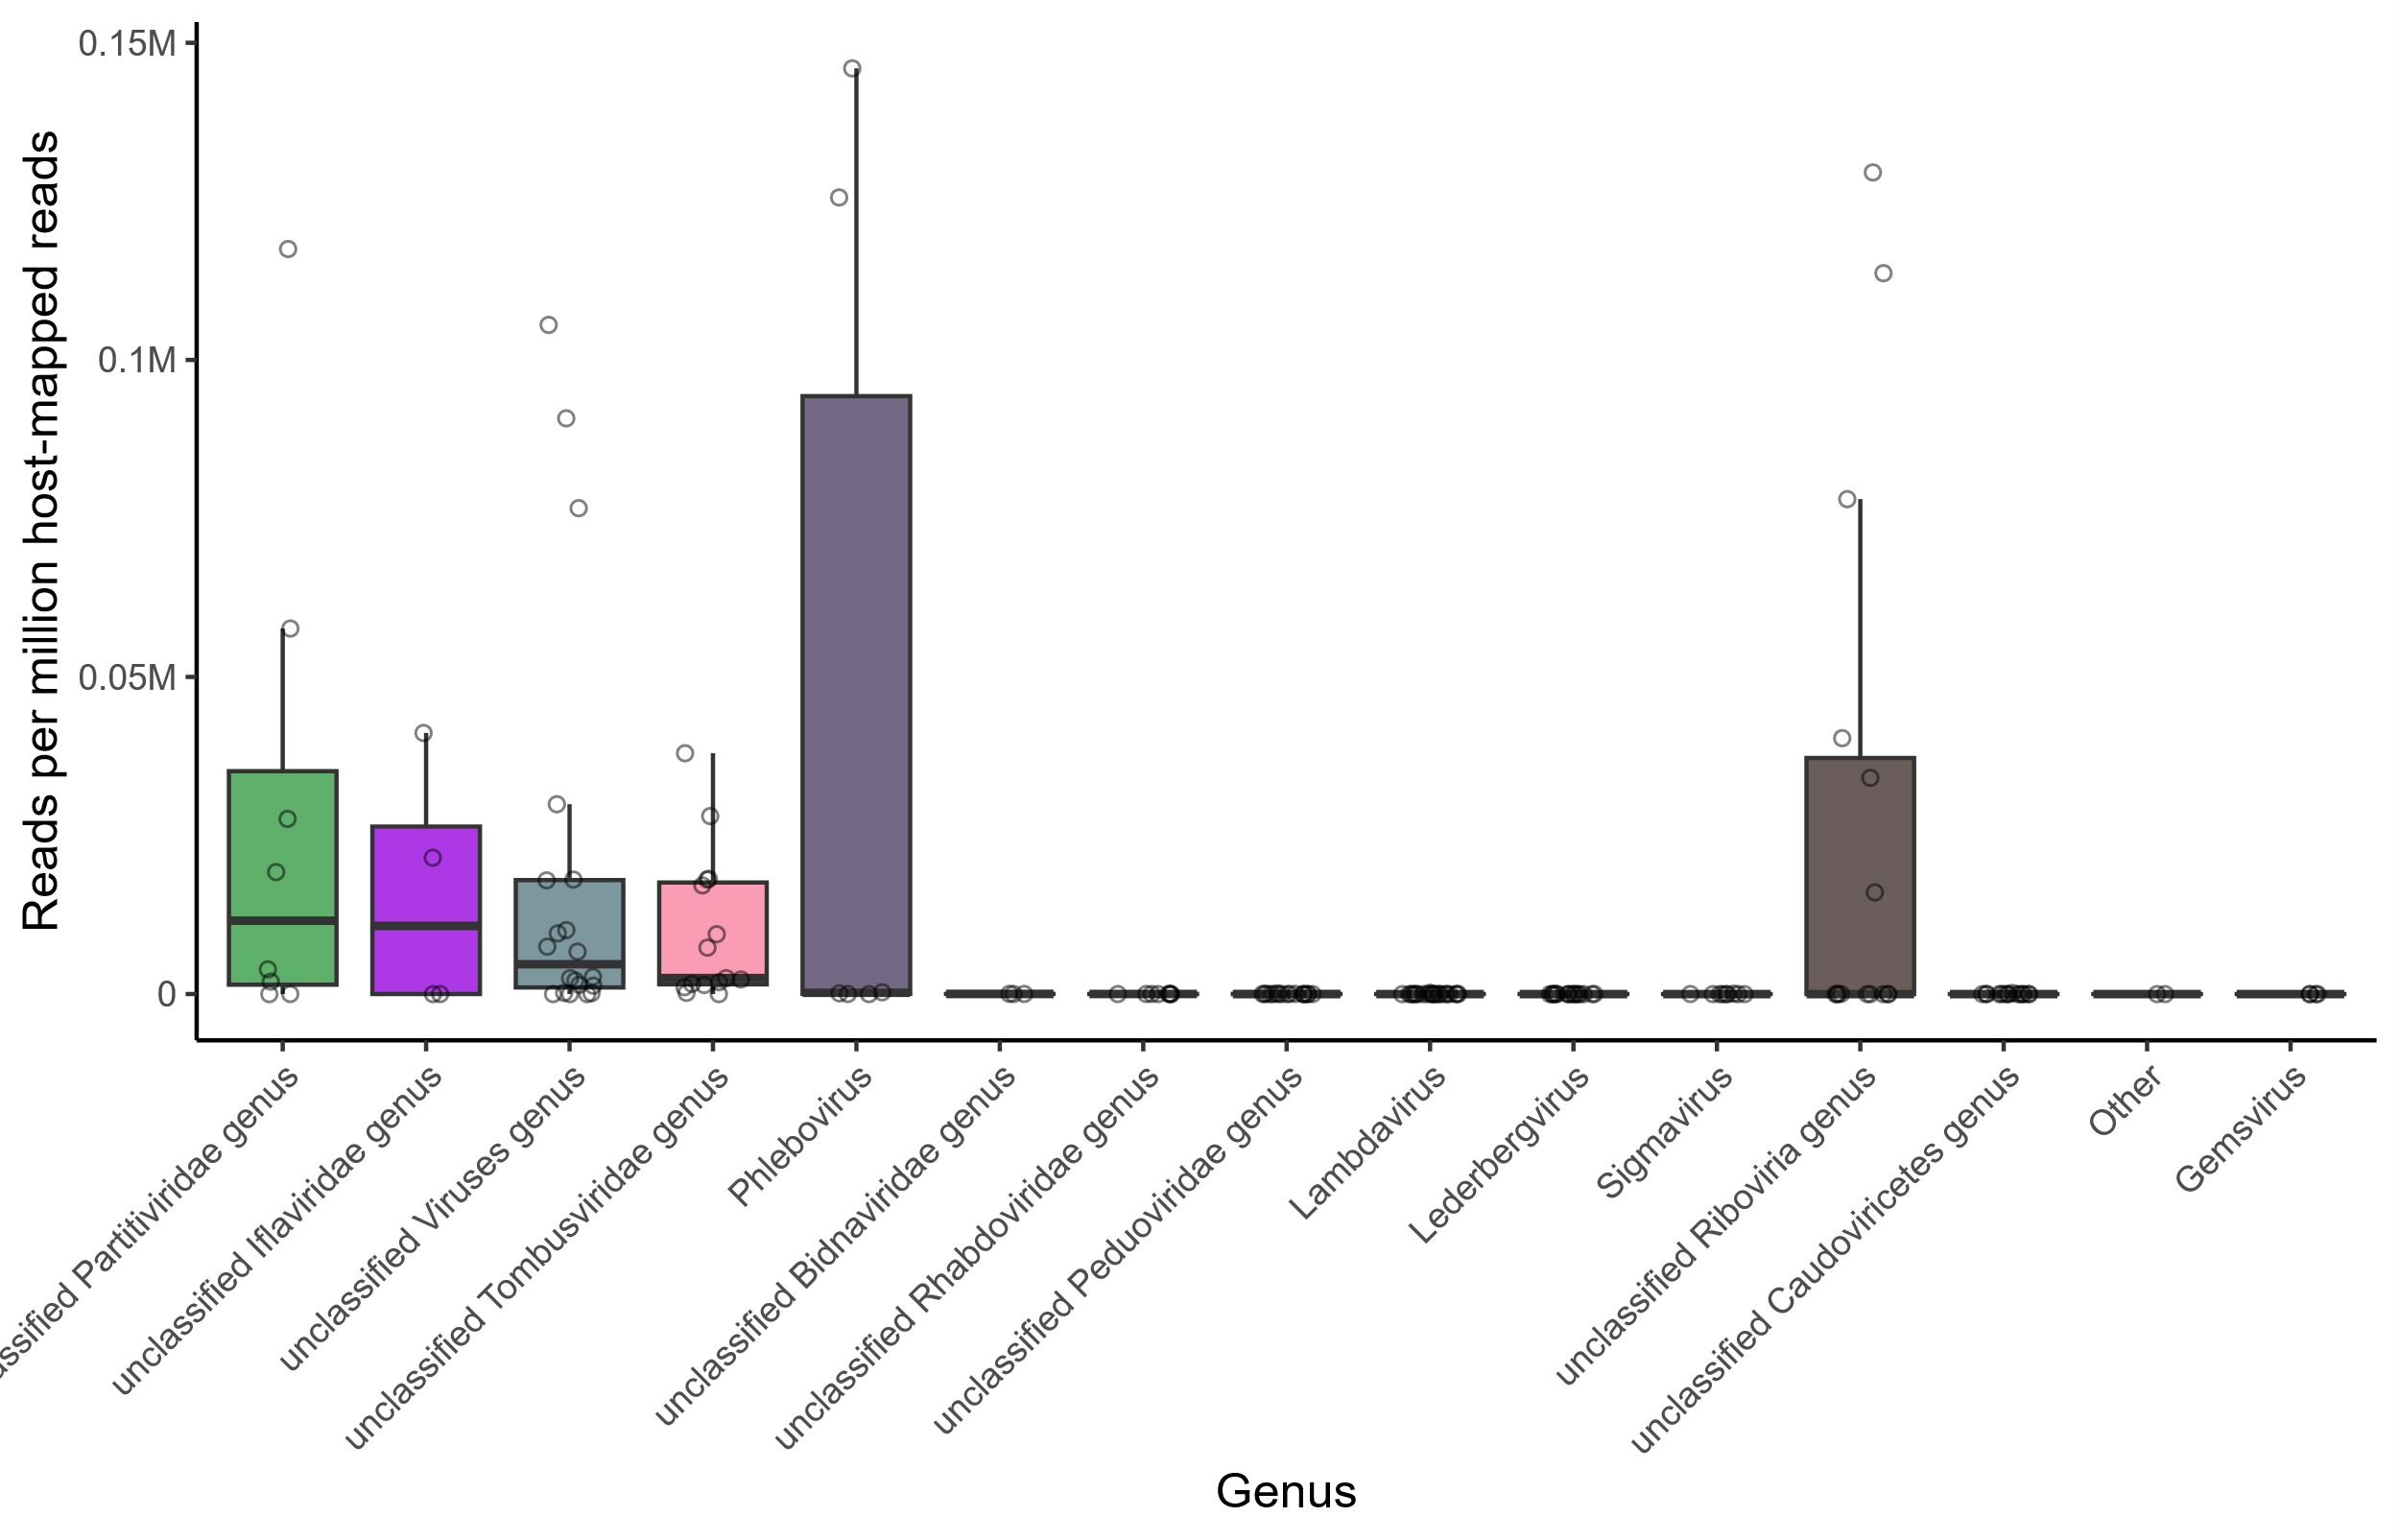 Reads per million host-mapped reads
0.15M
0.1M
0.05M
0
Partitiviridae genus
unclassified Iflaviridae genus
unclassified Viruses genus
unclassified Tombusviridae genus
Phlebovirus
unclassified Bidnaviridae genus
unclassified Rhabdoviridae genus
unclassified Peduoviridae genus
Lambdavirus
Lederbergvirus
Sigmavirus
unclassified Riboviria genus
unclassified Caudoviricetes genus
Other
Gemsvirus
Genus